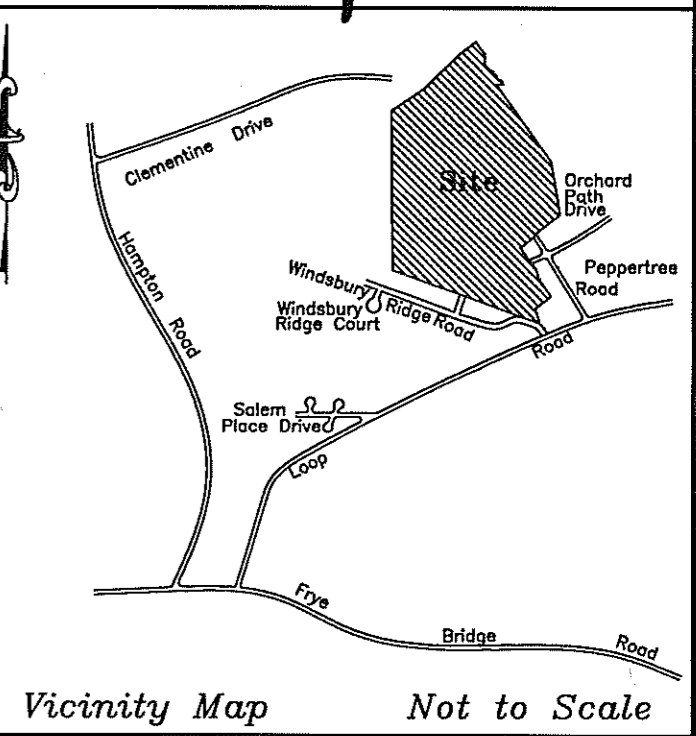 Clementine Drive
Site
Orchard
Path
Drive
Hampton Road
Peppertree
Road
Windsbury Ridge Road
Windsbury
Ridge Court
Road
Salem
Place Drive
Loop
Frye Bridge Road
Vicinity Map Not to Scale